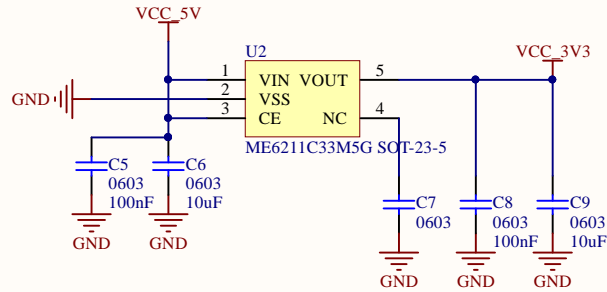 VCC_5V
U2
VCC_3V3
1 VIN VOUT 5
GND 2 VSS
3 CE NC 4
ME6211C33M5G SOT-23-5
C5 C6
0603 0603
100nF 10uF
GND GND
C7 C8 C9
0603 0603 0603
100nF 10uF
GND GND GND